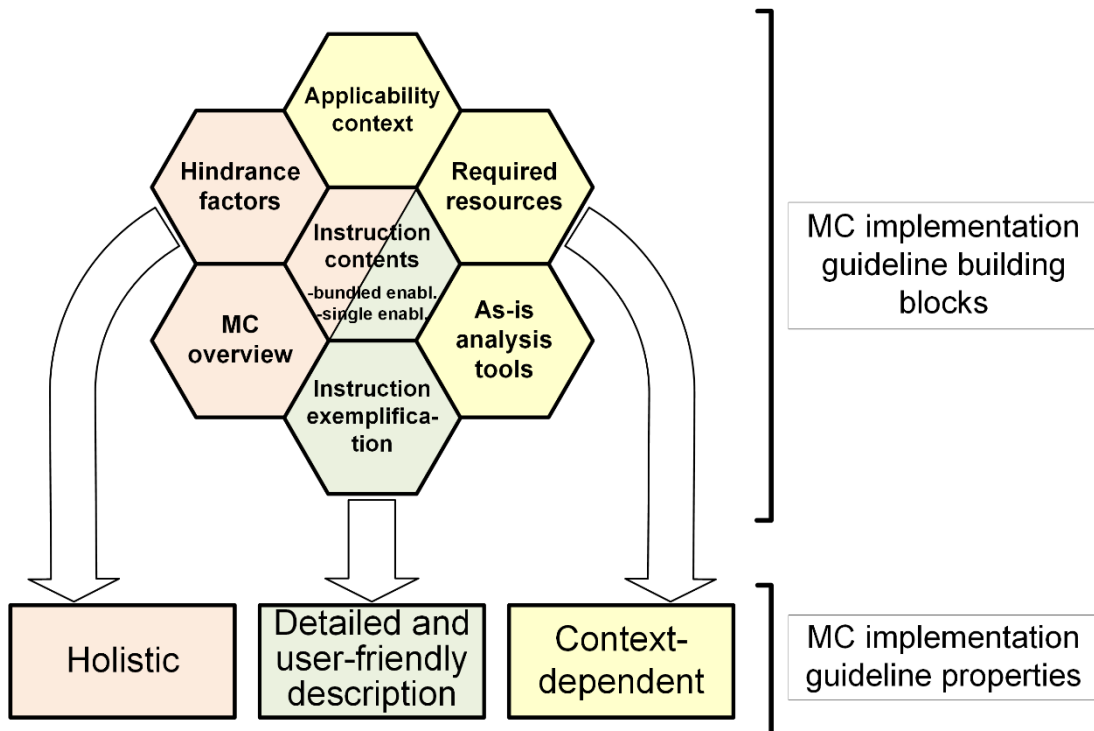 Applicability
context
Hindrance
factors
Required
resources
Instruction
contents
-bundled enabl.
-single enabl.
MC
overview
As-is
analysis
tools
Instruction
exemplifica-
tion
MC implementation
guideline building
blocks
Holistic
Detailed and
user-friendly
description
Context-
dependent
MC implementation
guideline properties